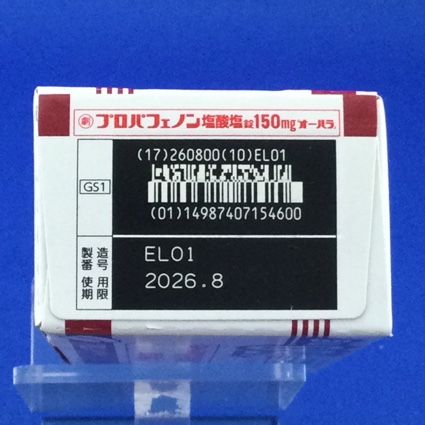 劇 プロパフェノン塩酸塩錠150mg「オーハラ」
(17)260800(10)EL01
GS1
(01)14987407154600
製造番号 EL01
使用期限 2026.8